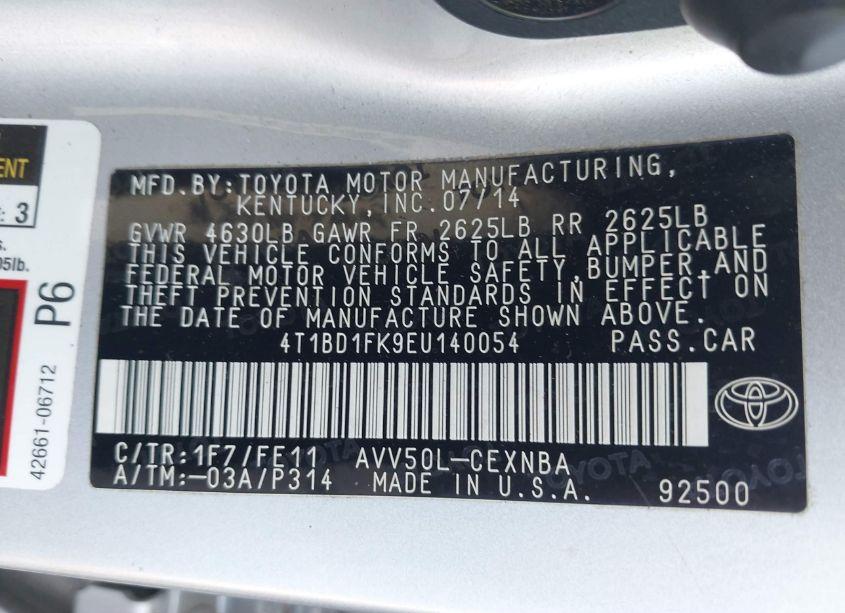 ENT
: 3
s.
05lb.
P6
42661-06712
MFD.BY:TOYOTA MOTOR MANUFACTURING,
KENTUCKY,INC.07/14
GVWR 4630LB GAWR FR 2625LB RR 2625LB
THIS VEHICLE CONFORMS TO ALL APPLICABLE
FEDERAL MOTOR VEHICLE SAFETY,BUMPER,AND
THEFT PREVENTION STANDARDS IN EFFECT ON
THE DATE OF MANUFACTURE SHOWN ABOVE.
4T1BD1FK9EU140054 PASS.CAR
C/TR:1F7/FE11 AVV50L-CEXNBA
A/TM:-03A/P314 MADE IN U.S.A. 92500
TOYOTA